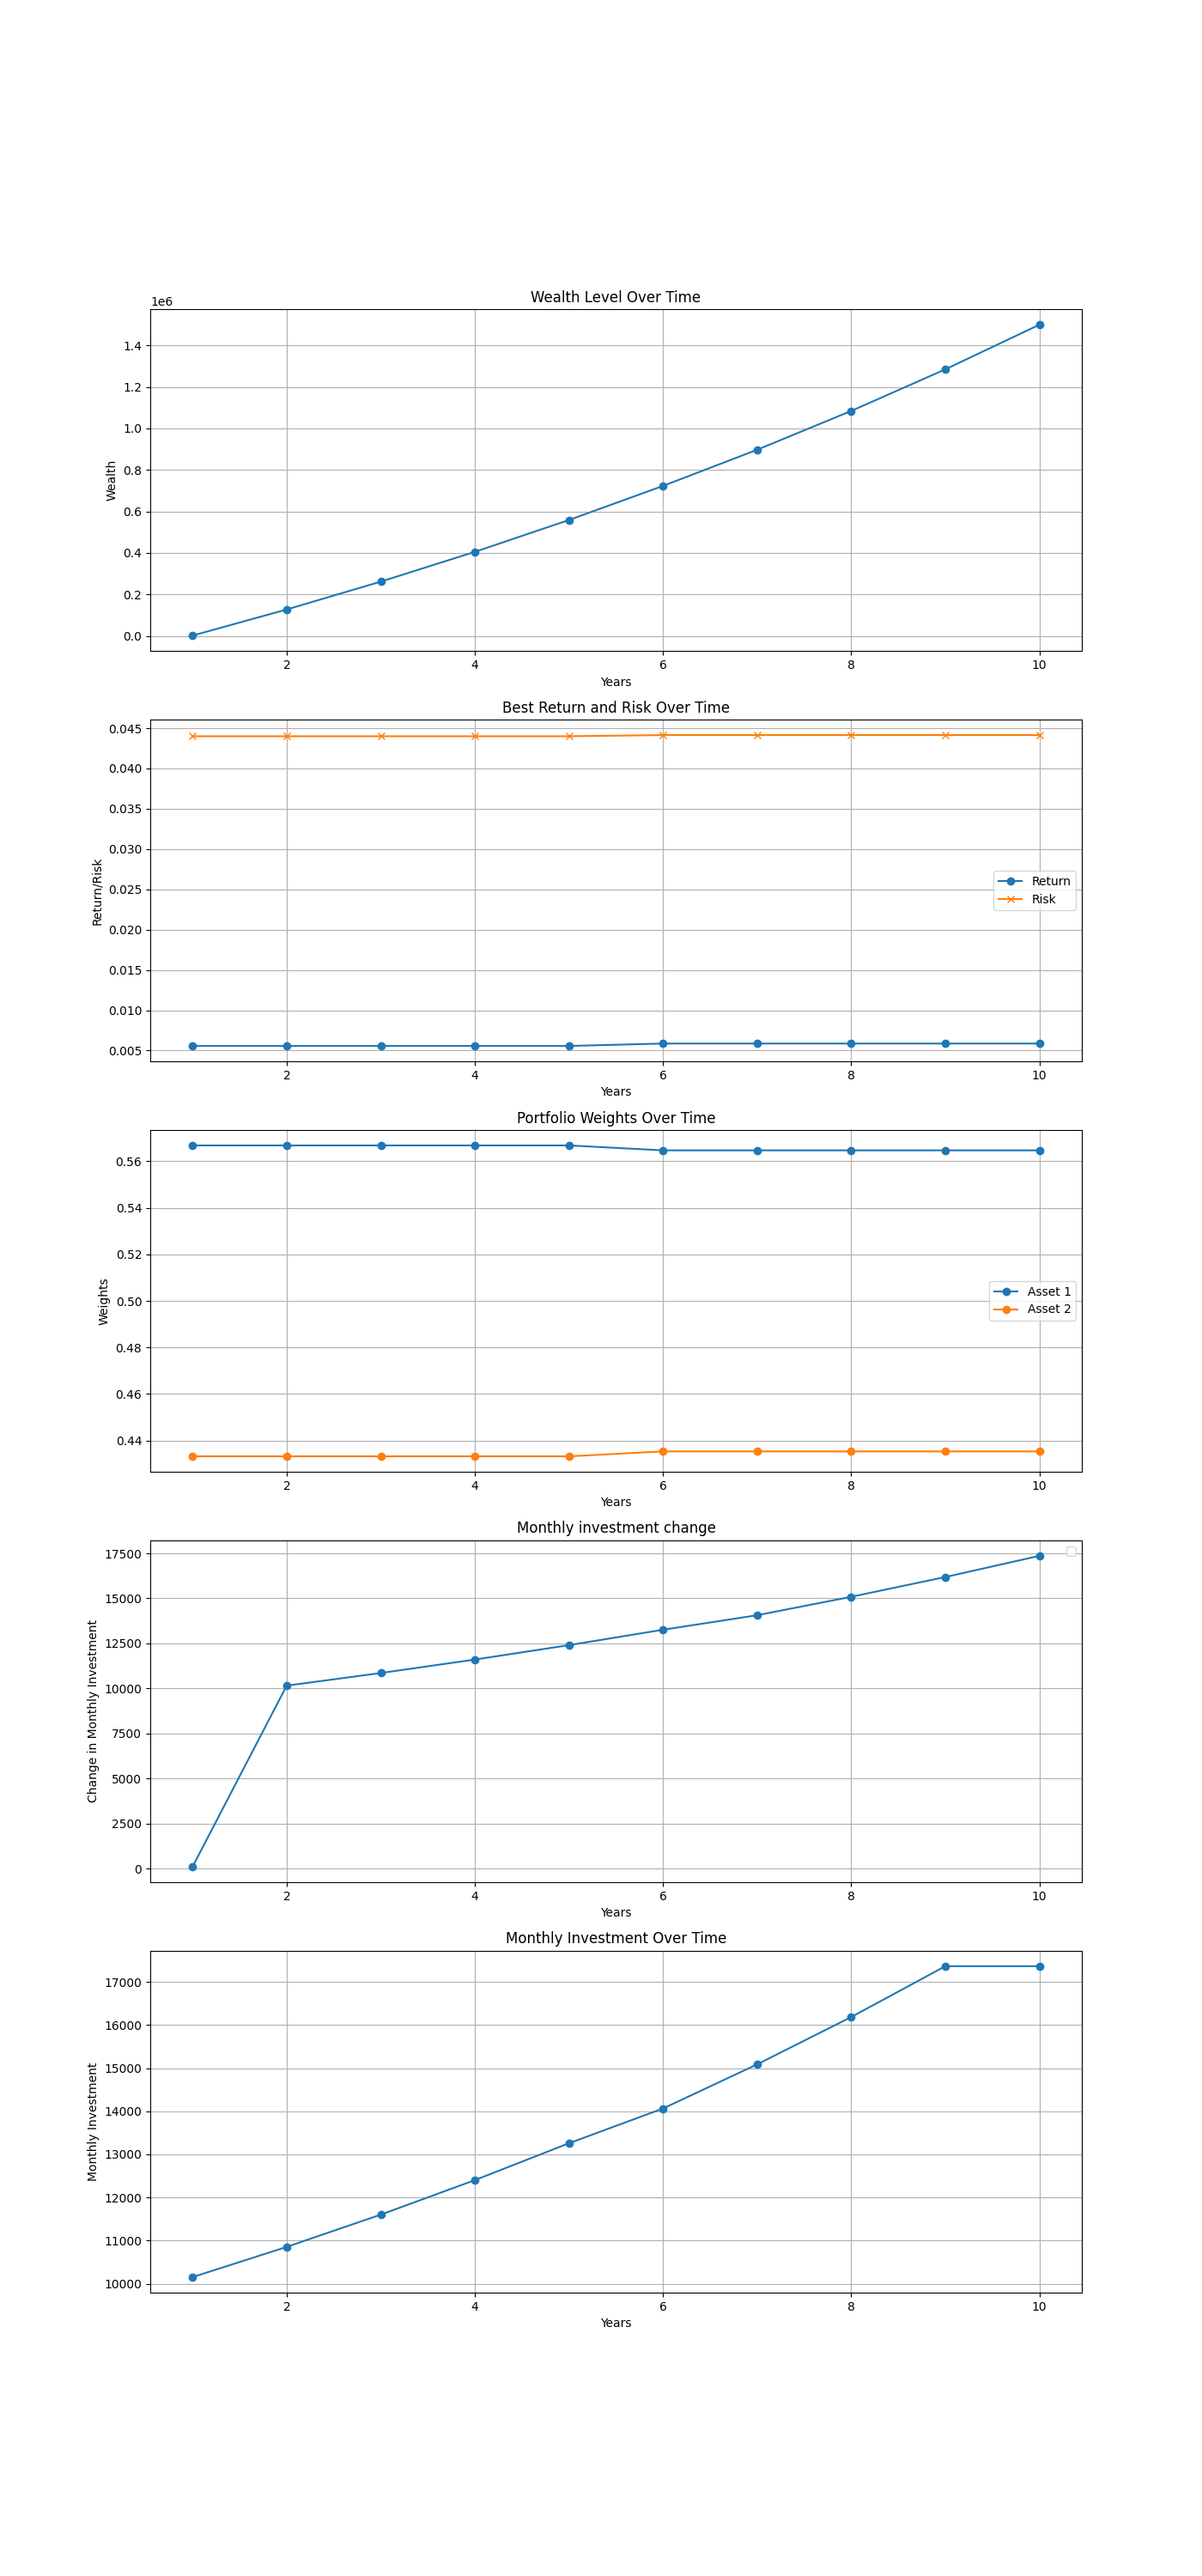 Wealth Level Over Time
1e6
1.4
1.2
1.0
0.8
0.6
0.4
0.2
0.0
Wealth
2 4 6 8 10
Years
Best Return and Risk Over Time
0.045
0.040
0.035
0.030
0.025
0.020
0.015
0.010
0.005
Return/Risk
Return
Risk
2 4 6 8 10
Years
Portfolio Weights Over Time
0.56
0.54
0.52
0.50
0.48
0.46
0.44
Weights
Asset 1
Asset 2
2 4 6 8 10
Years
Monthly investment change
17500
15000
12500
10000
7500
5000
2500
0
Change in Monthly Investment
2 4 6 8 10
Years
Monthly Investment Over Time
17000
16000
15000
14000
13000
12000
11000
10000
Monthly Investment
2 4 6 8 10
Years